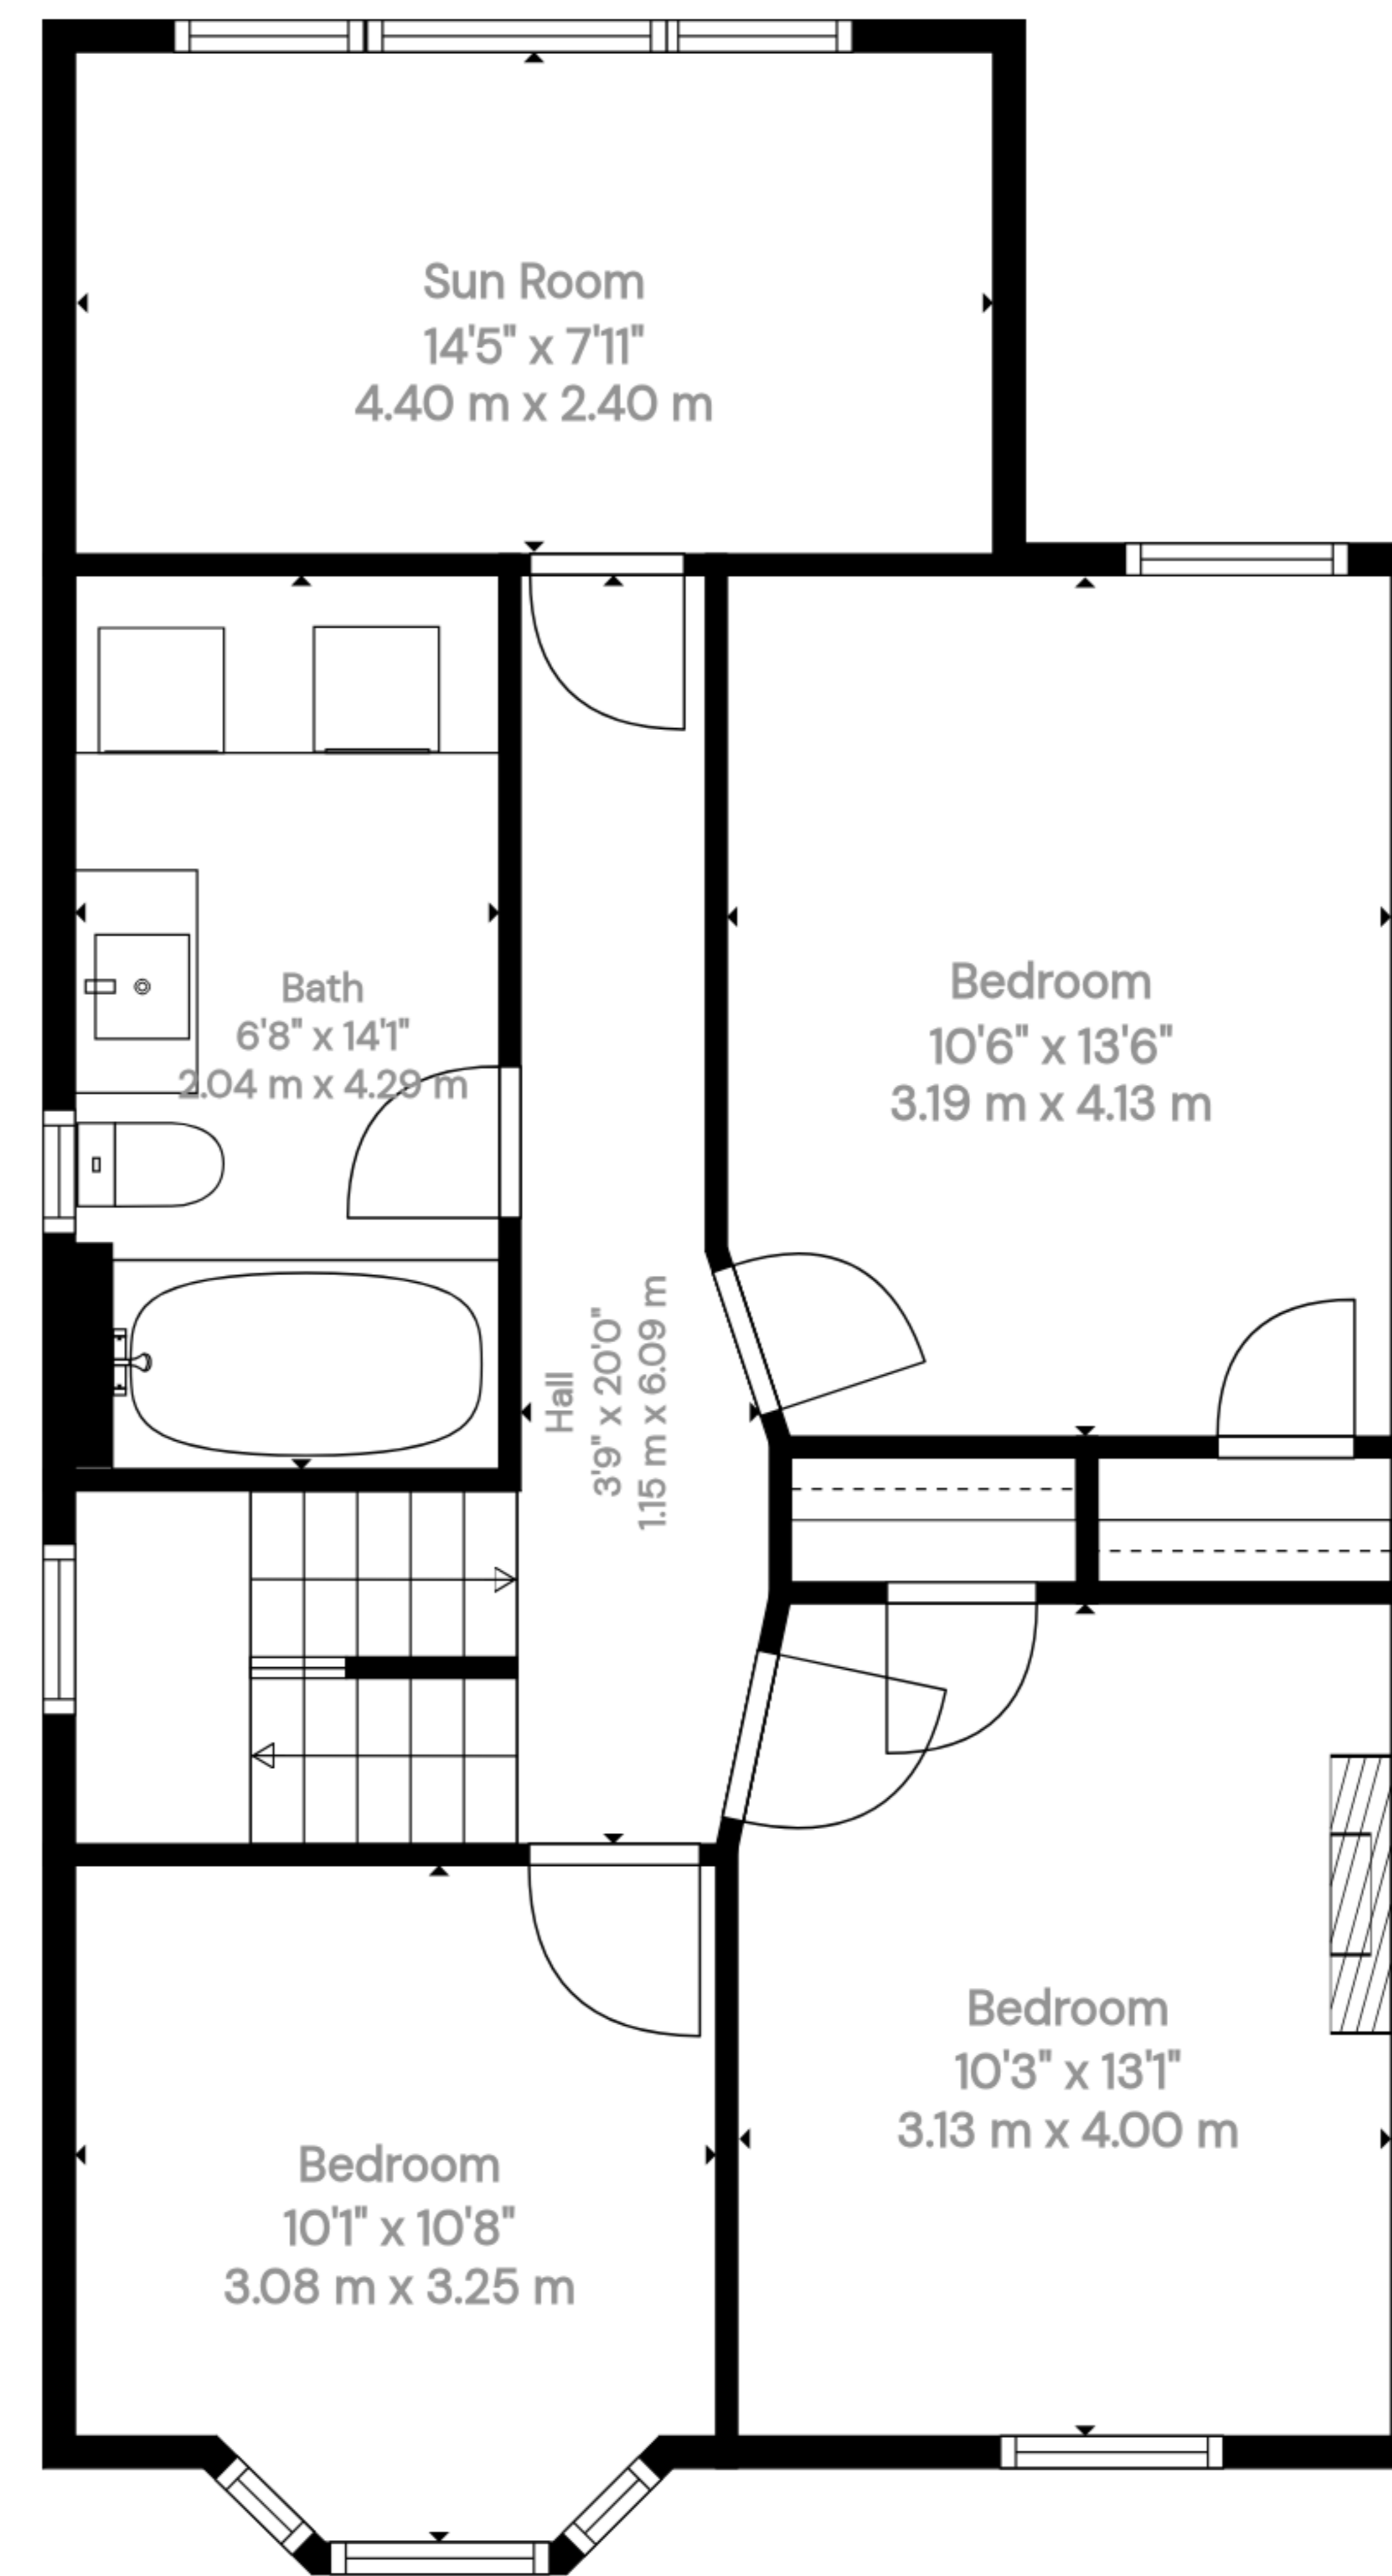 Sun Room
14'5" x 7'11"
4.40 m x 2.40 m
Bath
6'8" x 14'1"
2.04 m x 4.29 m
Bedroom
10'6" x 13'6"
3.19 m x 4.13 m
Hall
3'9" x 20'0"
1.15 m x 6.09 m
Bedroom
10'3" x 13'1"
3.13 m x 4.00 m
Bedroom
10'1" x 10'8"
3.08 m x 3.25 m